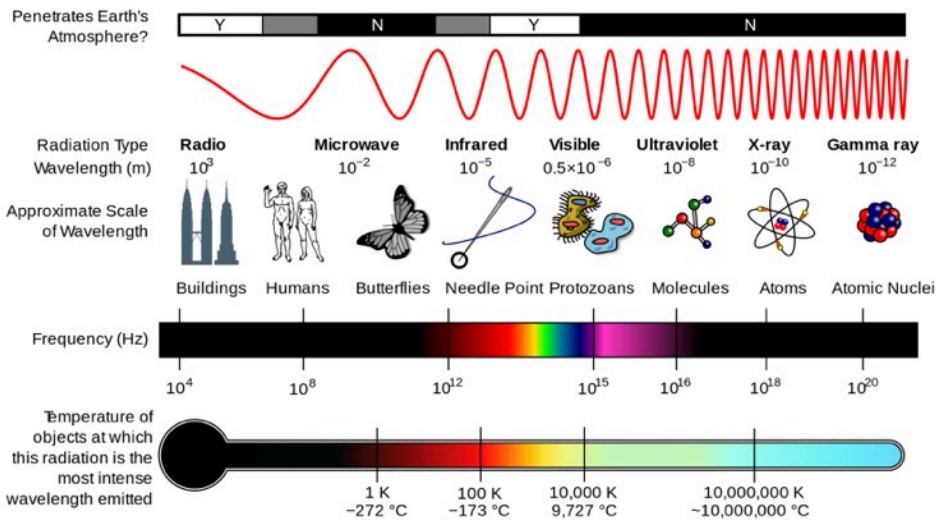 Penetrates Earth's
Atmosphere?
Y N Y N
Radiation Type
Wavelength (m)
Radio Microwave Infrared Visible Ultraviolet X-ray Gamma ray
10³ 10⁻² 10⁻⁵ 0.5×10⁻⁶ 10⁻⁸ 10⁻¹⁰ 10⁻¹²
Approximate Scale
of Wavelength
Buildings Humans Butterflies Needle Point Protozoans Molecules Atoms Atomic Nuclei
Frequency (Hz)
10⁴ 10⁸ 10¹² 10¹⁵ 10¹⁶ 10¹⁸ 10²⁰
Temperature of
objects at which
this radiation is the
most intense
wavelength emitted
1 K 100 K 10,000 K 10,000,000 K
−272 °C −173 °C 9,727 °C ~10,000,000 °C